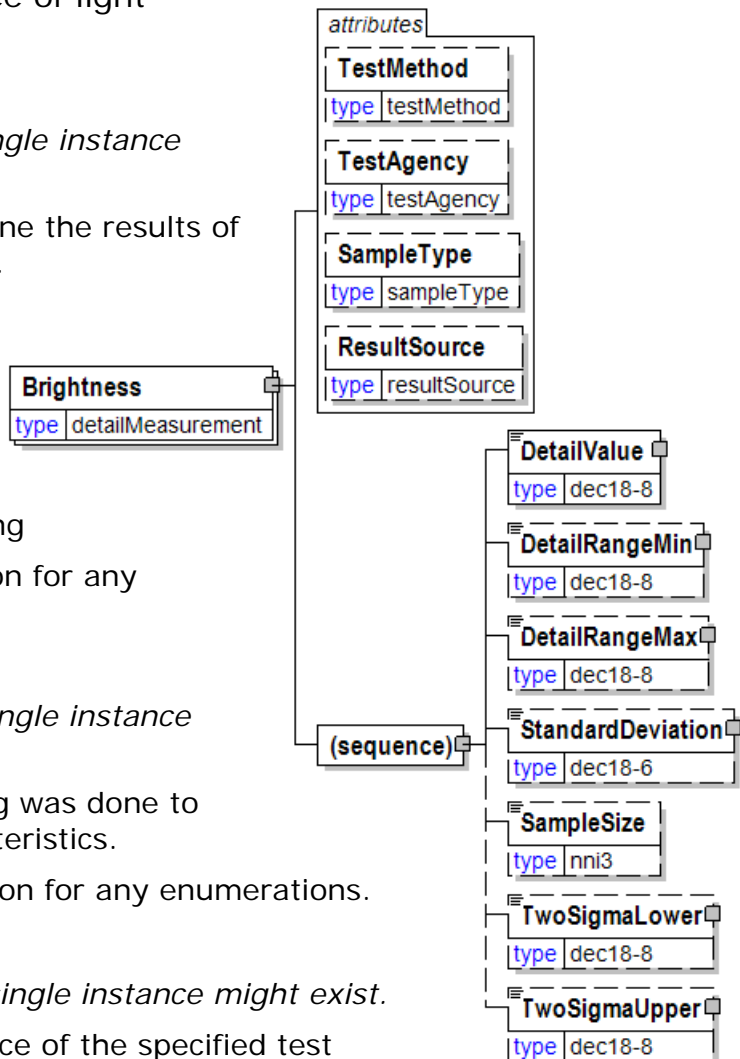 ce of light
ngle instance
ne the results of
.
ng
on for any
ngle instance
g was done to
teristics.
on for any enumerations.
single instance might exist.
ce of the specified test
attributes
TestMethod
type testMethod
TestAgency
type testAgency
SampleType
type sampleType
ResultSource
type resultSource
Brightness
type detailMeasurement
(sequence)
DetailValue
type dec18-8
DetailRangeMin
type dec18-8
DetailRangeMax
type dec18-8
StandardDeviation
type dec18-6
SampleSize
type nni3
TwoSigmaLower
type dec18-8
TwoSigmaUpper
type dec18-8